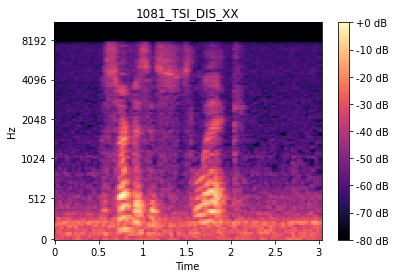 1081_TSI_DIS_XX
+0 dB
8192
-10 dB
4096
-20 dB
-30 dB
2048
Hz
-40 dB
1024
-50 dB
512
-60 dB
-70 dB
0
-80 dB
0 0.5 1 1.5 2 2.5 3
Time